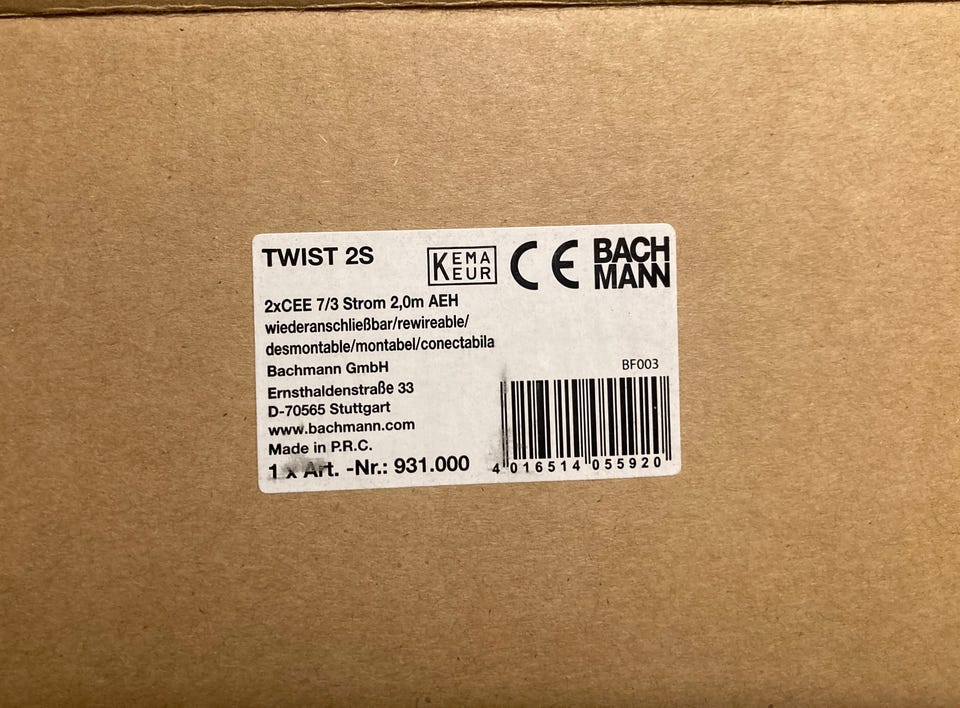 TWIST 2S
KEMA
KEUR
CE
BACH
MANN
2xCEE 7/3 Strom 2,0m AEH
wiederanschließbar/rewireable/
desmontable/montabel/conectabila
Bachmann GmbH
Ernsthaldenstraße 33
D-70565 Stuttgart
www.bachmann.com
Made in P.R.C.
1 x Art. -Nr.: 931.000
BF003
4 016514 055920